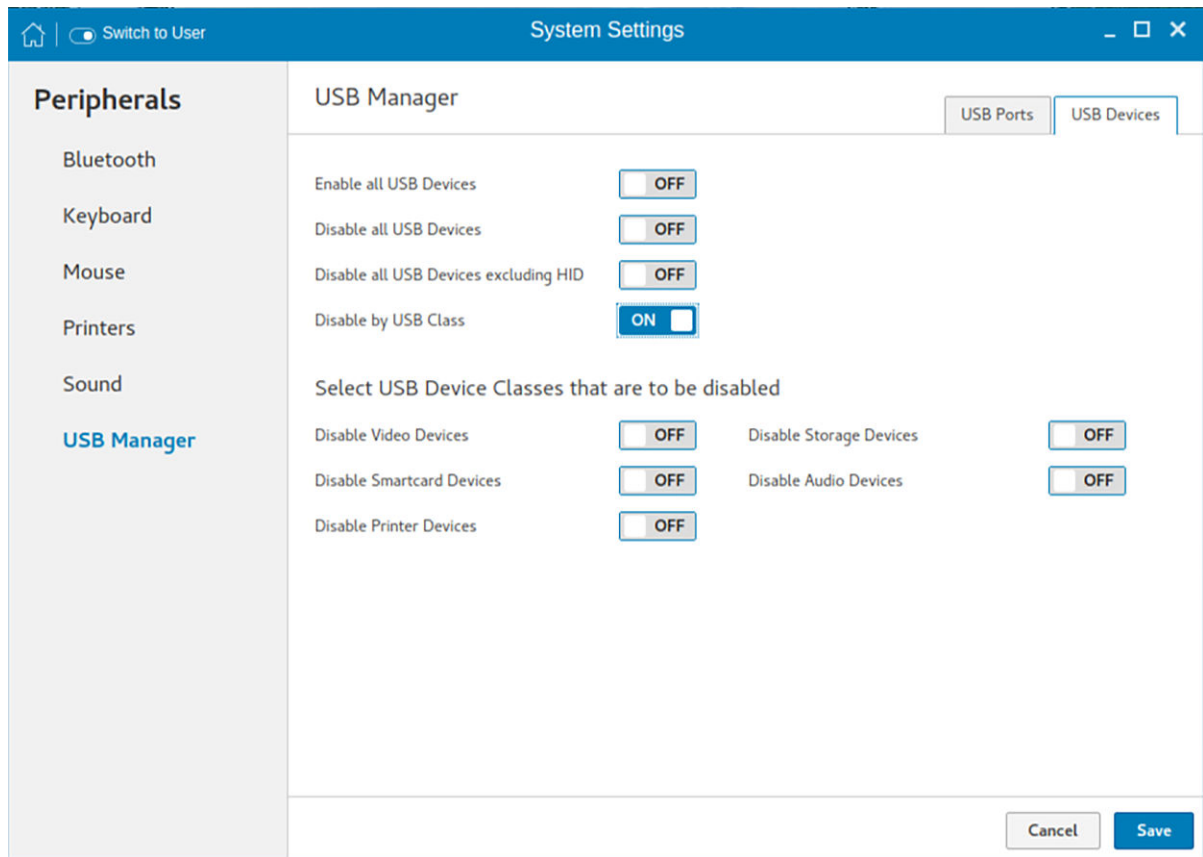 Switch to User
System Settings
Peripherals
Bluetooth
Keyboard
Mouse
Printers
Sound
USB Manager
USB Manager
USB Ports
USB Devices
Enable all USB Devices OFF
Disable all USB Devices OFF
Disable all USB Devices excluding HID OFF
Disable by USB Class ON
Select USB Device Classes that are to be disabled
Disable Video Devices OFF Disable Storage Devices OFF
Disable Smartcard Devices OFF Disable Audio Devices OFF
Disable Printer Devices OFF
Cancel Save